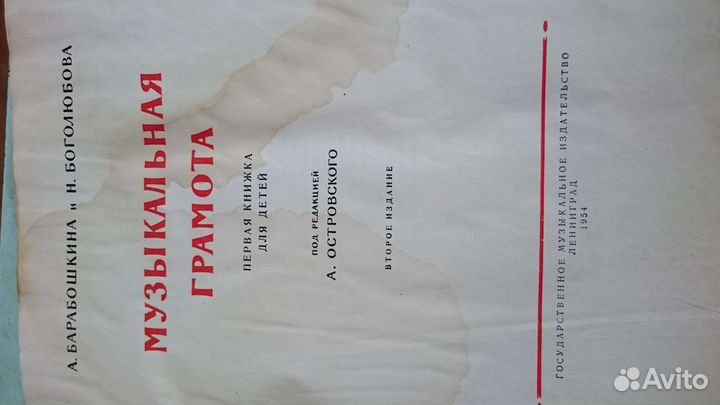 А. БАРАБОШКИНА и Н. БОГОЛЮБОВА
МУЗЫКАЛЬНАЯ
ГРАМОТА
ПЕРВАЯ КНИЖКА
ДЛЯ ДЕТЕЙ
ПОД РЕДАКЦИЕЙ
А. ОСТРОВСКОГО
ВТОРОЕ ИЗДАНИЕ
ГОСУДАРСТВЕННОЕ МУЗЫКАЛЬНОЕ ИЗДАТЕЛЬСТВО
ЛЕНИНГРАД
1954
Avito